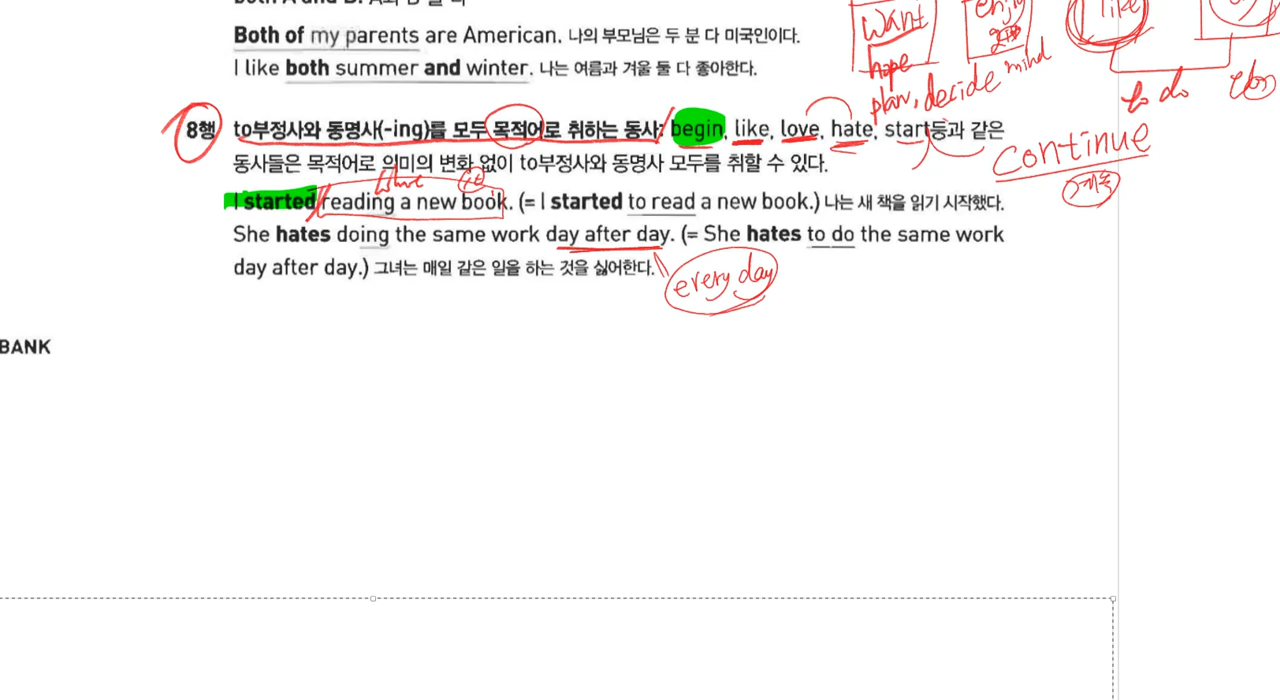 Both of my parents are American. 나의 부모님은 두 분 다 미국인이다.
I like both summer and winter. 나는 여름과 겨울 둘 다 좋아한다.
want
hope
plan, decide
enjoy
mind
like
to do
8행 to부정사와 동명사(-ing)를 모두 목적어로 취하는 동사: begin, like, love, hate, start등과 같은
동사들은 목적어로 의미의 변화 없이 to부정사와 동명사 모두를 취할 수 있다.
continue
계속
I started reading a new book. (= I started to read a new book.) 나는 새 책을 읽기 시작했다.
She hates doing the same work day after day. (= She hates to do the same work
day after day.) 그녀는 매일 같은 일을 하는 것을 싫어한다.
every day
BANK